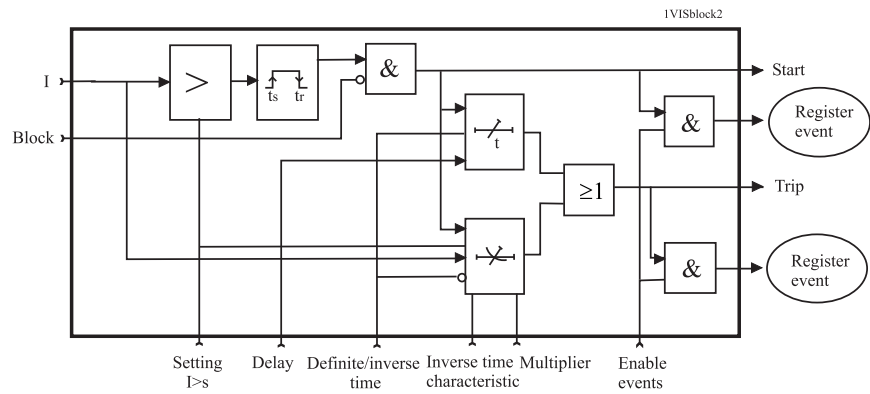 1VISblock2
I
>
ts
tr
&
Start
Register
event
&
Block
t
≥1
Trip
&
Register
event
Setting
I>s
Delay
Definite/inverse
time
Inverse time
characteristic
Multiplier
Enable
events